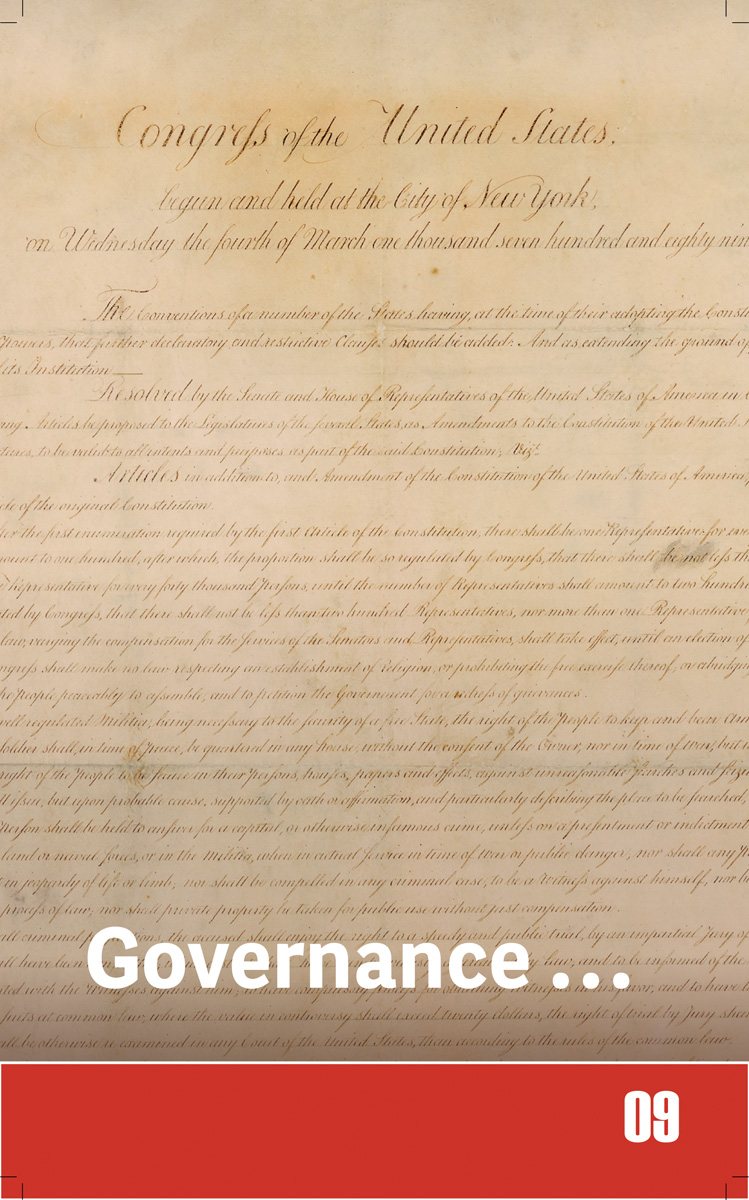 Congress of the United States,
begun and held at the City of New York,
on Wednesday the fourth of March one thousand seven hundred and eighty nin
The Conventions of a number of the States having, at the time of their adopting the Consti
Powers, that further declaratory and restrictive Clauses should be added: And as extending the ground of
its Institution.
Resolved by the Senate and House of Representatives of the United States of America in
Articles be proposed to the Legislatures of the several States, as Amendments to the Constitution of the United
to be valid to all intents and purposes as part of the said Constitution; Vizt
Articles in addition to, and Amendment of the Constitution of the United States of America,
cle of the original Constitution.
the first enumeration required by the first Article of the Constitution, there shall be one Representative for eve
ount to one hundred, after which, the proportion shall be so regulated by Congress, that there shall be not less th
Representative for every forty thousand persons, until the number of Representatives shall amount to two hundre
ted by Congress, that there shall not be less than two hundred Representatives, nor more than one Representative
law, varying the compensation for the services of the Senators and Representatives, shall take effect, until an election of
ngress shall make no law respecting an establishment of Religion, or prohibiting the free exercise thereof, or abridging
he people peaceably to assemble, and to petition the Government for a redress of grievances.
well regulated Militia, being necessary to the security of a free State, the right of the People to keep and bear Arm
Soldier shall, in time of Peace, be quartered in any House, without the consent of the Owner, nor in time of war, but
right of the People to be secure in their Persons, houses, papers and effects, against unreasonable searches and seiz
ll issue, but upon probable cause, supported by oath or affirmation, and particularly describing the place to be searched,
Person shall be held to answer for a capital, or otherwise infamous crime, unless on a presentment or indictment
land or naval forces, or in the Militia, when in actual Service in time of War or public danger; nor shall any
in jeopardy of life or limb; nor shall be compelled in any criminal case, to be a Witness against himself, nor be
process of law; nor shall private property be taken for public use without just compensation.
all criminal the accused shall enjoy the right to a speedy and public trial, by an impartial Jury of
law, and to be informed of the
Governance ...
ted with the Witnesses against him; and to have
suits at common law, where the value in controversy shall exceed twenty dollars, the right of trial by Jury shal
all be otherwise re-examined in any Court of the United States, than according to the rules of the common law.
09